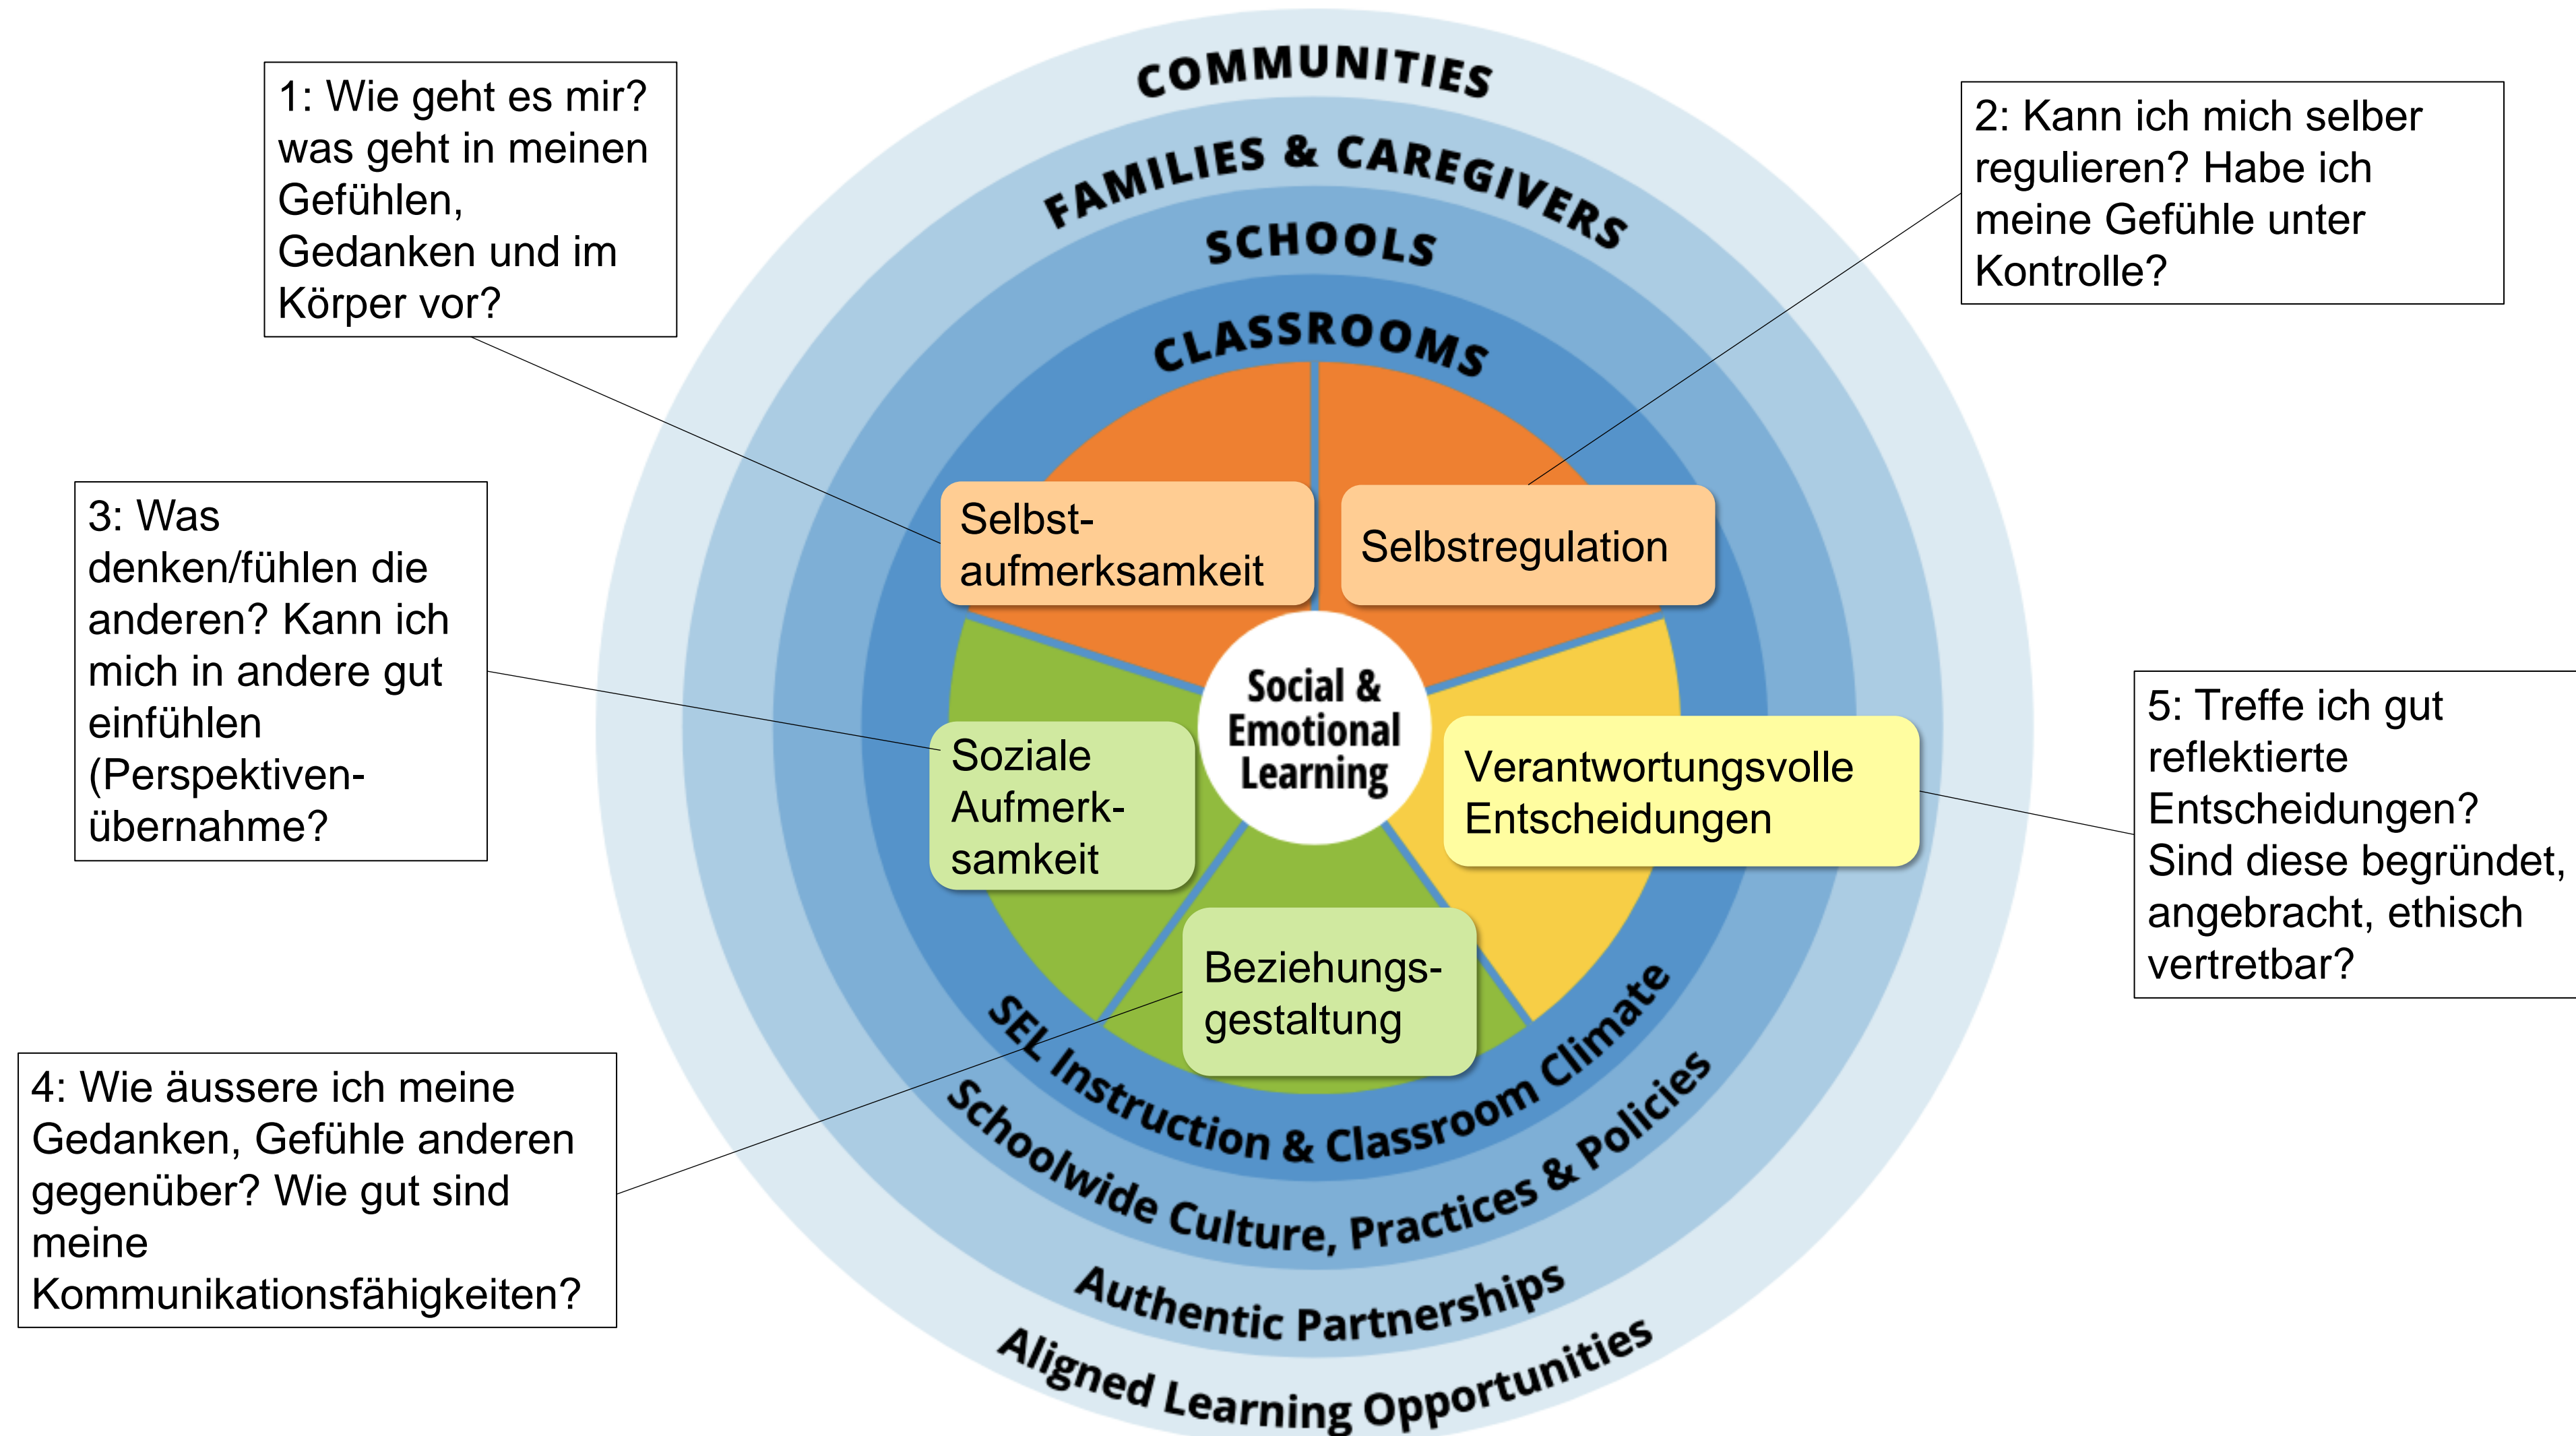 COMMUNITIES
FAMILIES & CAREGIVERS
SCHOOLS
CLASSROOMS
1: Wie geht es mir?
was geht in meinen
Gefühlen,
Gedanken und im
Körper vor?
2: Kann ich mich selber
regulieren? Habe ich
meine Gefühle unter
Kontrolle?
Selbst-
aufmerksamkeit
Selbstregulation
3: Was
denken/fühlen die
anderen? Kann ich
mich in andere gut
einfühlen
(Perspektiven-
übernahme?
Social &
Emotional
Learning
Soziale
Aufmerk-
samkeit
Verantwortungsvolle
Entscheidungen
5: Treffe ich gut
reflektierte
Entscheidungen?
Sind diese begründet,
angebracht, ethisch
vertretbar?
Beziehungs-
gestaltung
4: Wie äussere ich meine
Gedanken, Gefühle anderen
gegenüber? Wie gut sind
meine
Kommunikationsfähigkeiten?
SEL Instruction & Classroom Climate
Schoolwide Culture, Practices & Policies
Authentic Partnerships
Aligned Learning Opportunities